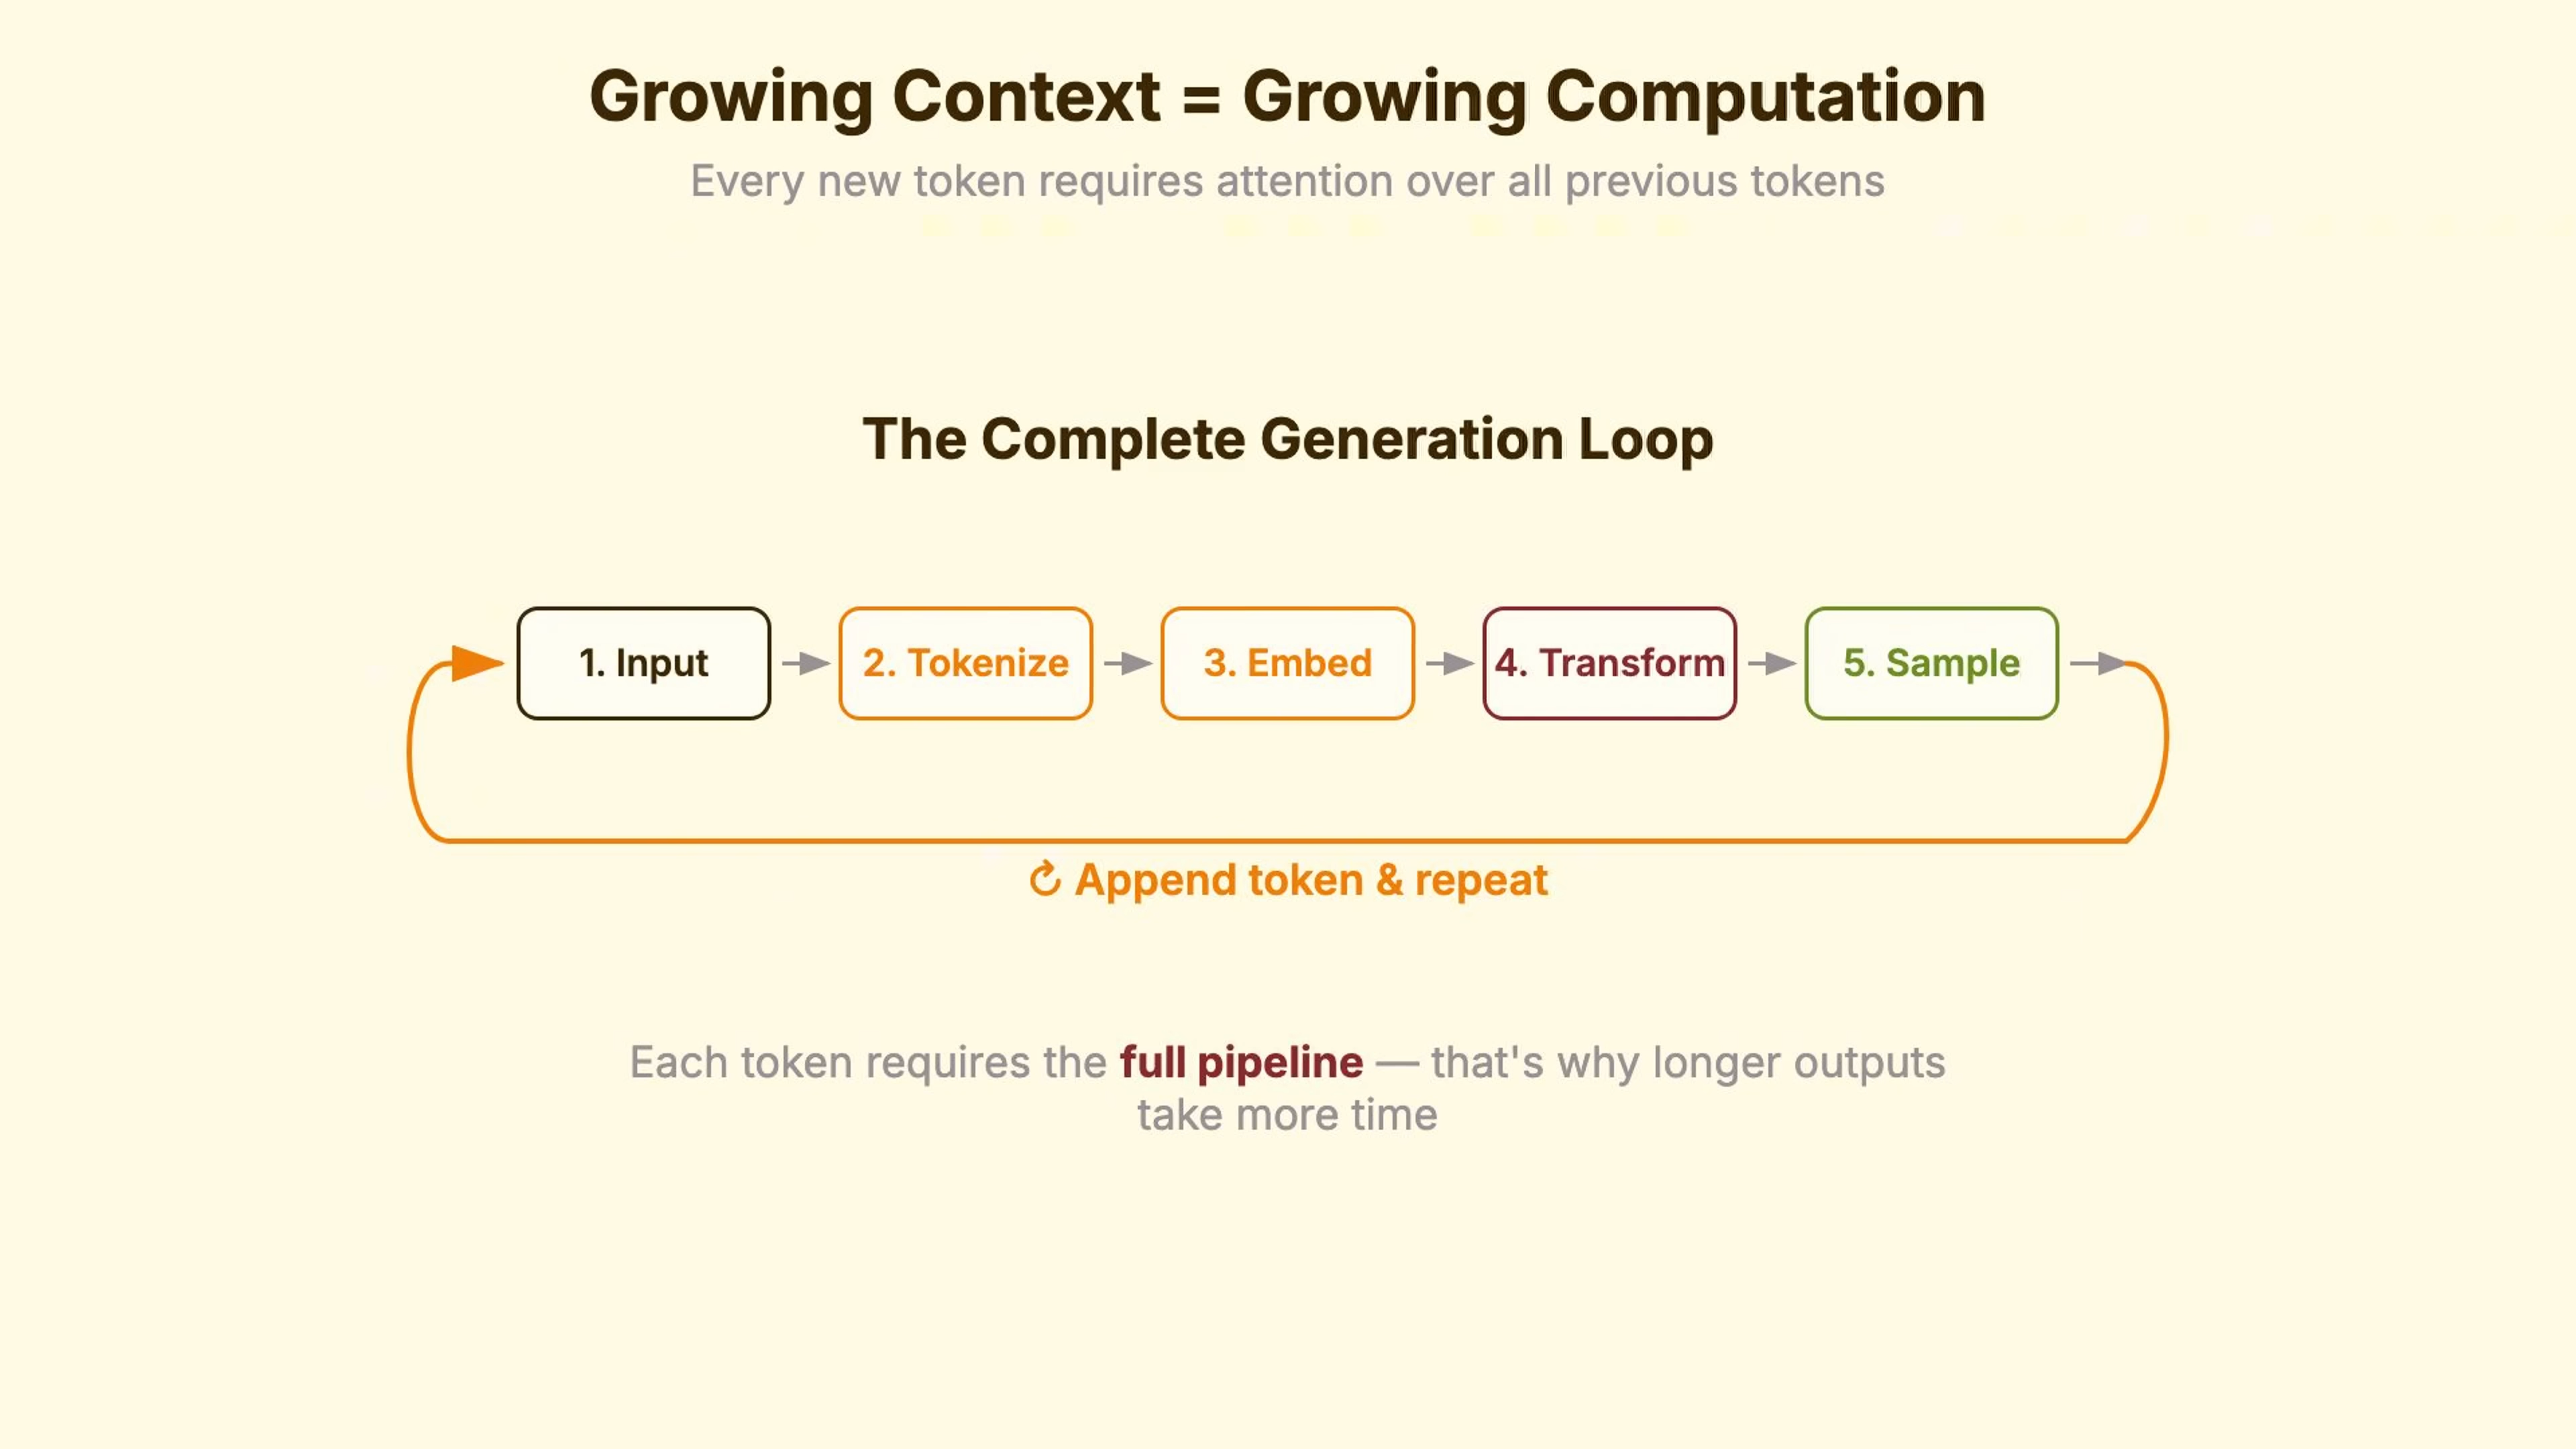 Growing Context = Growing Computation
Every new token requires attention over all previous tokens
The Complete Generation Loop
1. Input
2. Tokenize
3. Embed
4. Transform
5. Sample
↻ Append token & repeat
Each token requires the full pipeline — that's why longer outputs
take more time